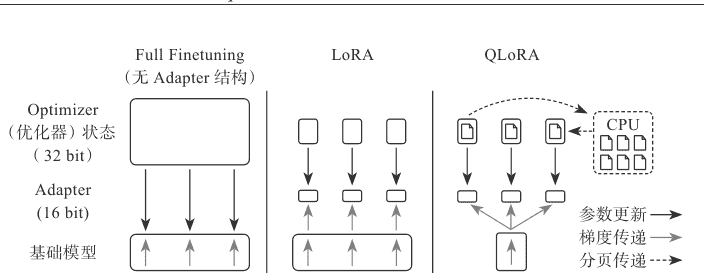 Full Finetuning
（无 Adapter 结构）
LoRA
QLoRA
Optimizer
（优化器）状态
（32 bit）
CPU
Adapter
(16 bit)
基础模型
参数更新
梯度传递
分页传递